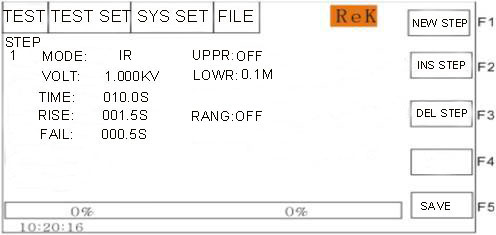 TEST TEST SET SYS SET FILE ReK
NEW STEP F1
STEP
1 MODE: IR UPPR:OFF
VOLT: 1.000KV LOWR:0.1M
INS STEP F2
TIME: 010.0S
RISE: 001.5S RANG:OFF
DEL STEP F3
FAIL: 000.5S
F4
SAVE F5
0% 0%
10:20:16